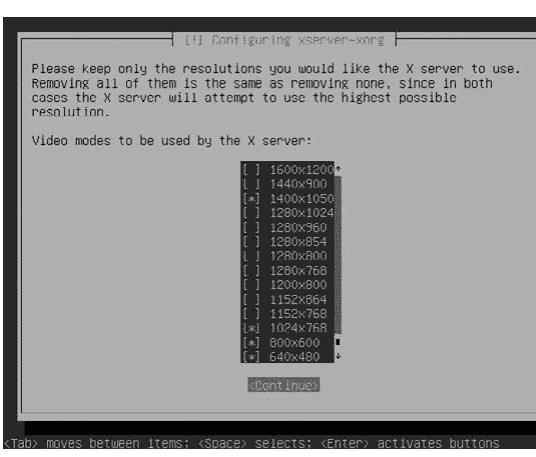 [!] Configuring xserver-xorg
Please keep only the resolutions you would like the X server to use.
Removing all of them is the same as removing none, since in both
cases the X server will attempt to use the highest possible
resolution.
Video modes to be used by the X server:
[ ] 1600x1200
[ ] 1440x900
[*] 1400x1050
[ ] 1280x1024
[ ] 1280x960
[ ] 1280x854
[ ] 1280x800
[ ] 1280x768
[ ] 1200x800
[ ] 1152x864
[ ] 1152x768
[*] 1024x768
[*] 800x600
[*] 640x480
<Continue>
<Tab> moves between items; <Space> selects; <Enter> activates buttons